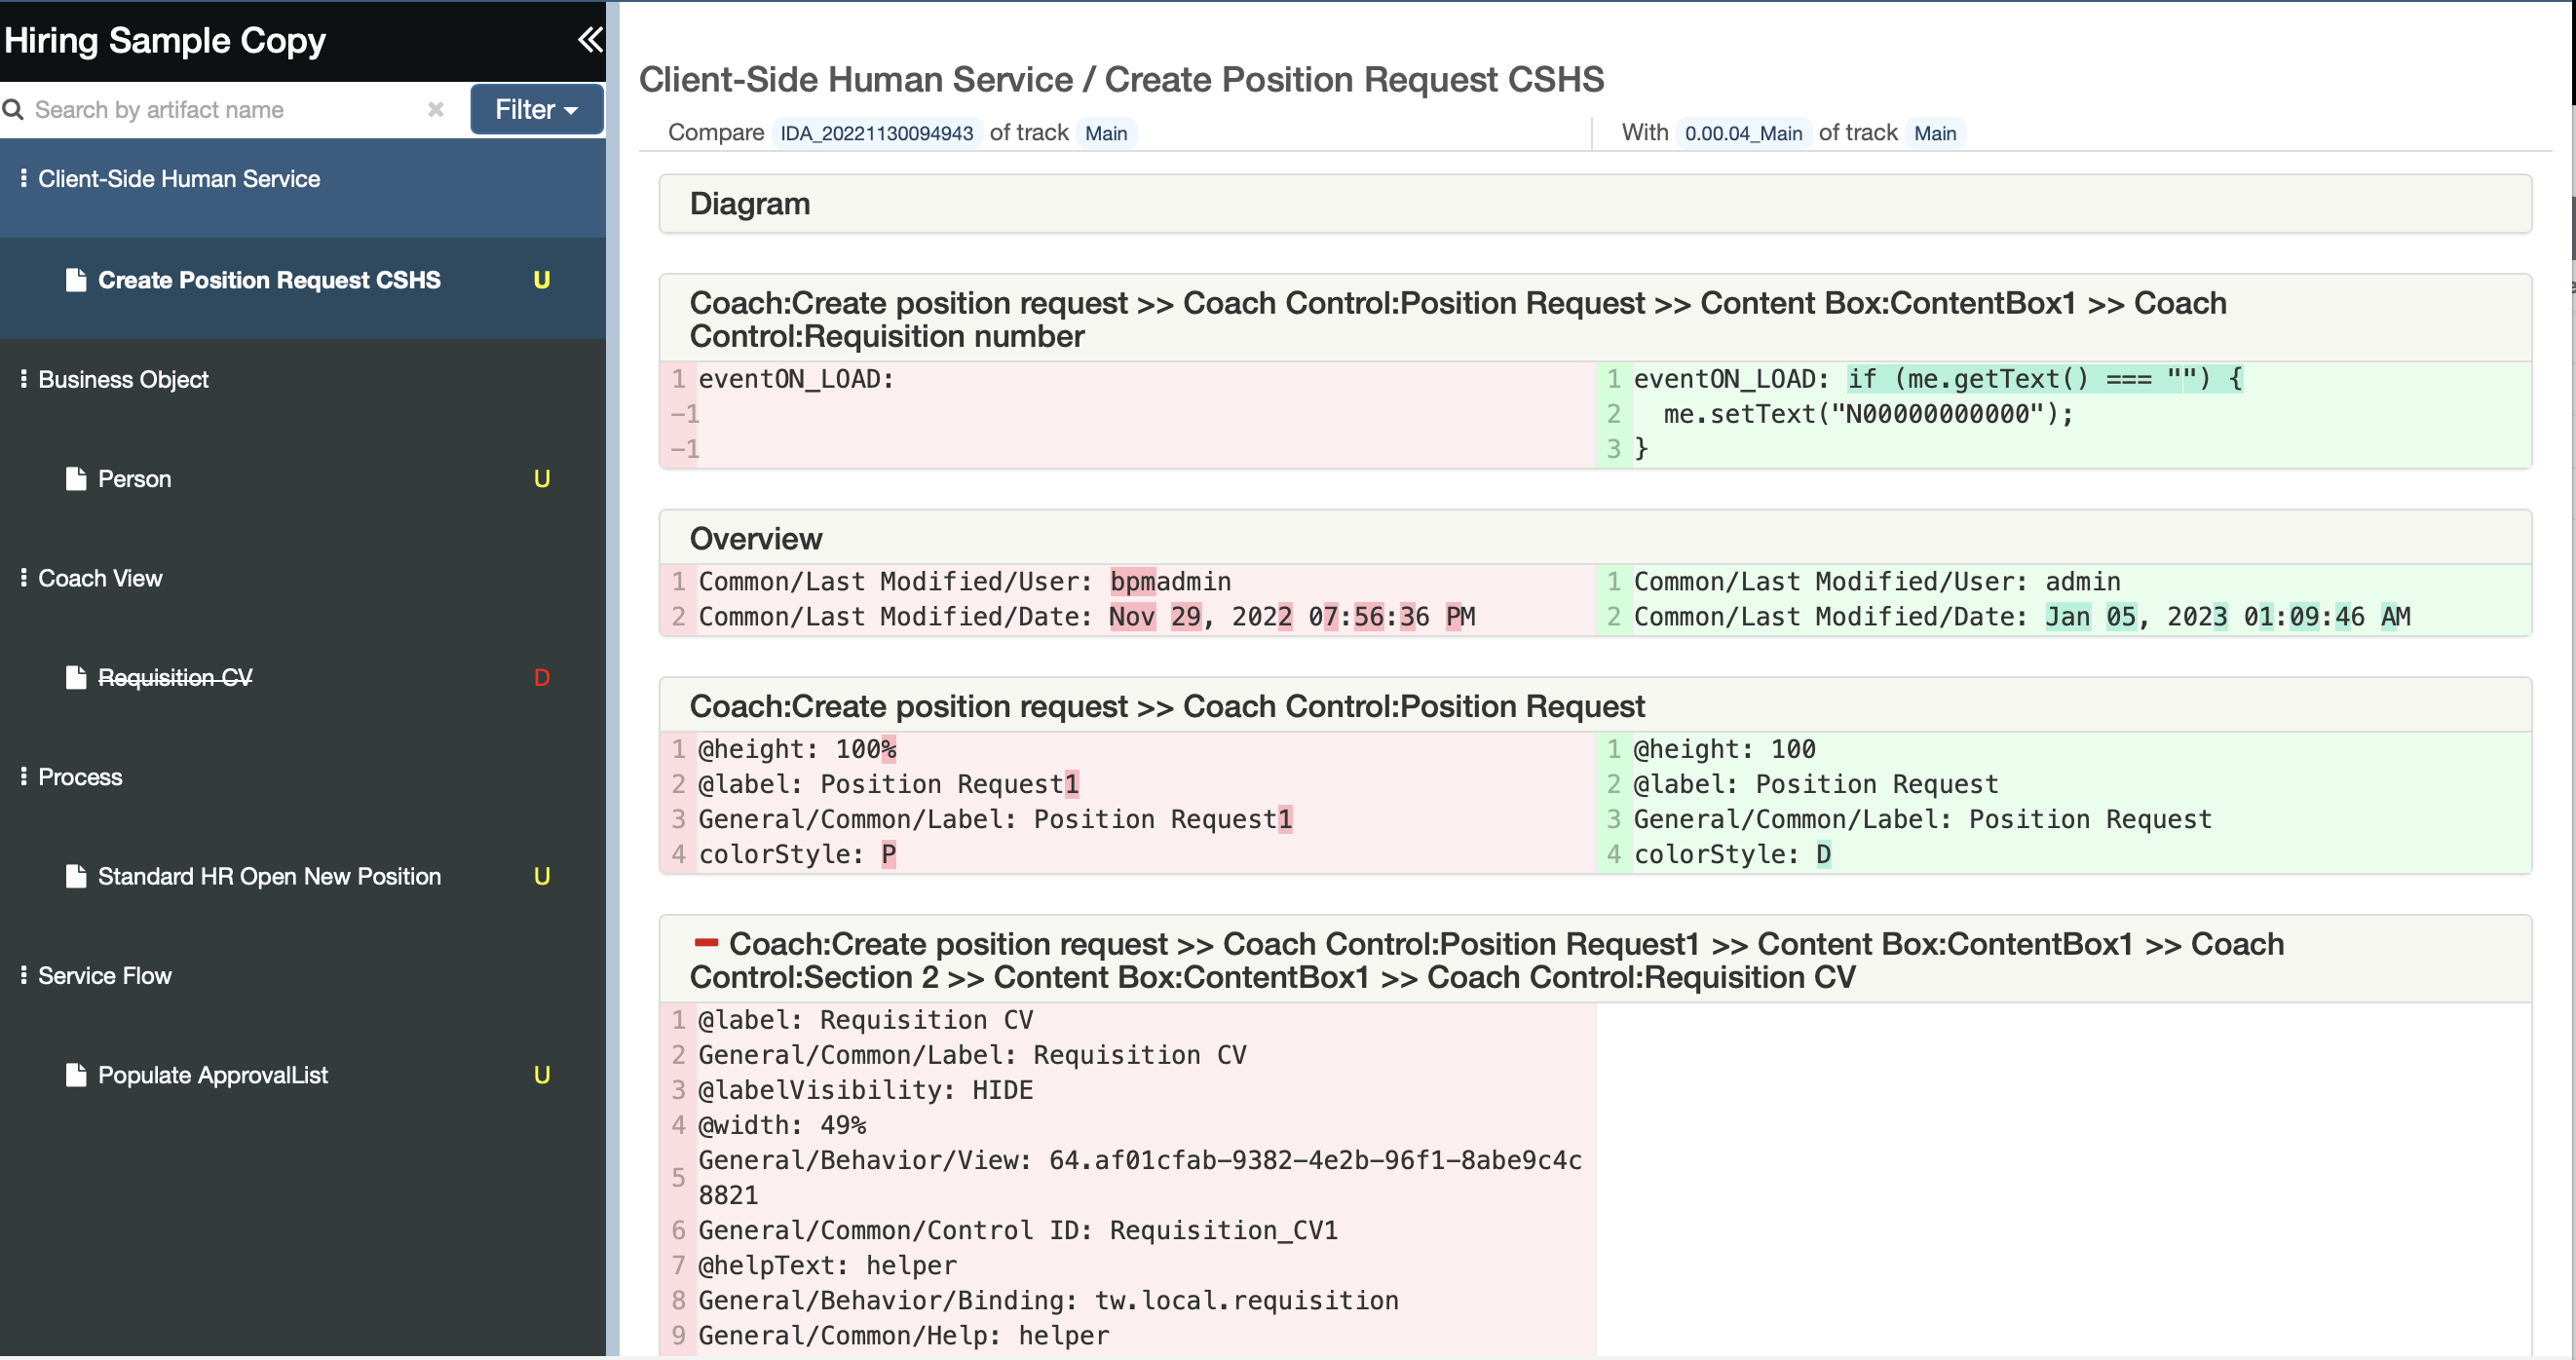 Hiring Sample Copy
Search by artifact name
Filter
Client-Side Human Service
Create Position Request CSHS U
Business Object
Person U
Coach View
Requisition CV D
Process
Standard HR Open New Position U
Service Flow
Populate ApprovalList U
Client-Side Human Service / Create Position Request CSHS
Compare IDA_20221130094943 of track Main
With 0.00.04_Main of track Main
Diagram
Coach:Create position request >> Coach Control:Position Request >> Content Box:ContentBox1 >> Coach
Control:Requisition number
1 eventON_LOAD:
-1
-1
1 eventON_LOAD: if (me.getText() === "") {
2 me.setText("N00000000000");
3 }
Overview
1 Common/Last Modified/User: bpmadmin
2 Common/Last Modified/Date: Nov 29, 2022 07:56:36 PM
1 Common/Last Modified/User: admin
2 Common/Last Modified/Date: Jan 05, 2023 01:09:46 AM
Coach:Create position request >> Coach Control:Position Request
1 @height: 100%
2 @label: Position Request1
3 General/Common/Label: Position Request1
4 colorStyle: P
1 @height: 100
2 @label: Position Request
3 General/Common/Label: Position Request
4 colorStyle: D
Coach:Create position request >> Coach Control:Position Request1 >> Content Box:ContentBox1 >> Coach
Control:Section 2 >> Content Box:ContentBox1 >> Coach Control:Requisition CV
1 @label: Requisition CV
2 General/Common/Label: Requisition CV
3 @labelVisibility: HIDE
4 @width: 49%
5 General/Behavior/View: 64.af01cfab-9382-4e2b-96f1-8abe9c4c
8821
6 General/Common/Control ID: Requisition_CV1
7 @helpText: helper
8 General/Behavior/Binding: tw.local.requisition
9 General/Common/Help: helper